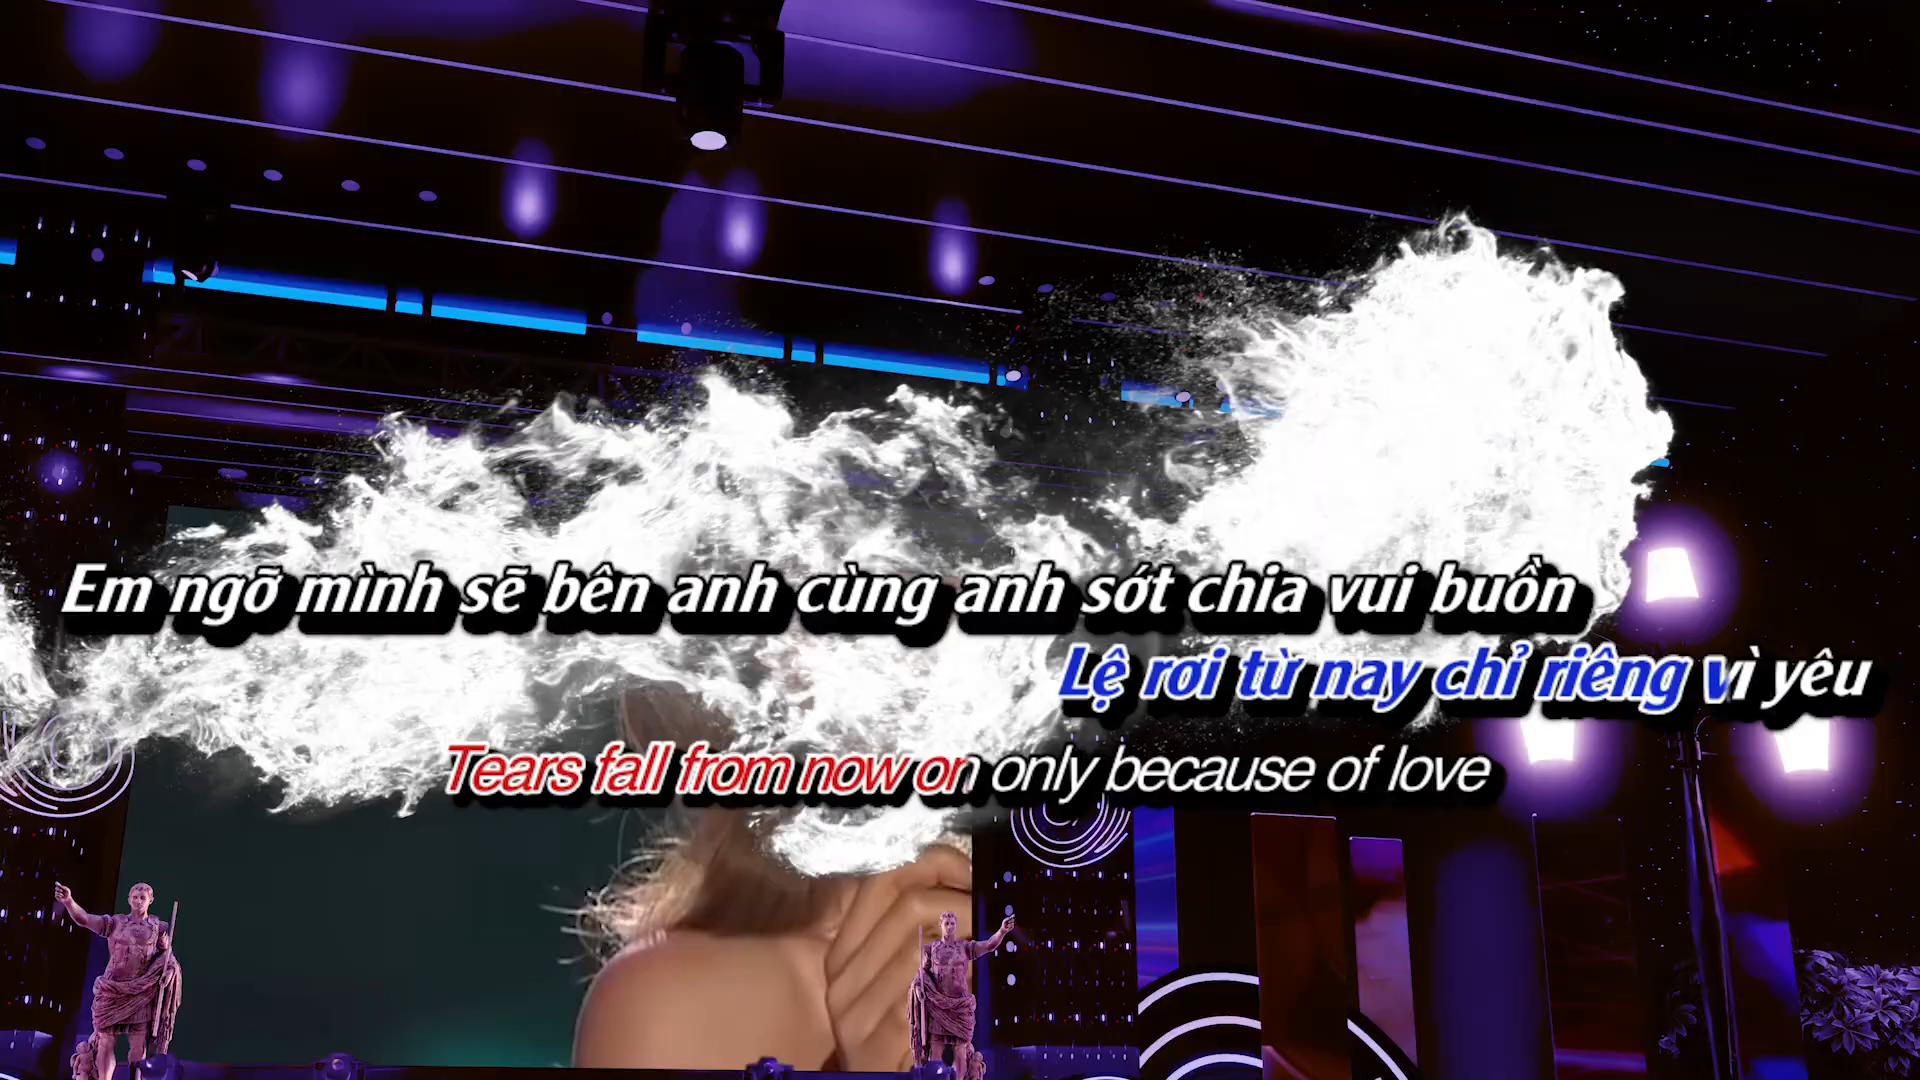 Em ngỡ mình sẽ bên anh cùng anh sớt chia vui buồn
Lệ rơi từ nay chỉ riêng vì yêu
Tears fall from now on only because of love